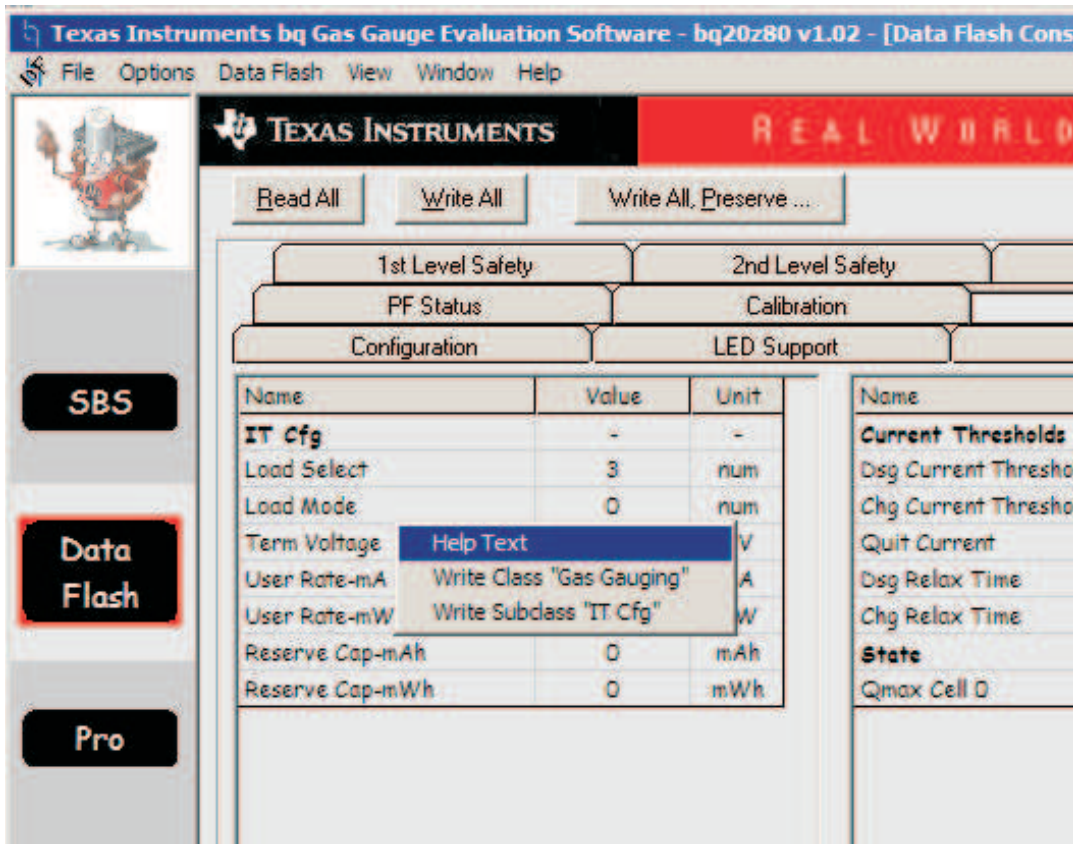 Texas Instruments bq Gas Gauge Evaluation Software - bq20z80 v1.02 - [Data Flash Cons
File Options Data Flash View Window Help
TEXAS INSTRUMENTS REAL WORLD
Read All Write All Write All, Preserve ...
1st Level Safety 2nd Level Safety
PF Status Calibration
Configuration LED Support
SBS
Data
Flash
Pro
Name Value Unit
IT Cfg - -
Load Select 3 num
Load Mode 0 num
Term Voltage V
User Rate-mA A
User Rate-mW W
Reserve Cap-mAh 0 mAh
Reserve Cap-mWh 0 mWh
Help Text
Write Class "Gas Gauging"
Write Subclass "IT Cfg"
Name
Current Thresholds
Dsg Current Thresho
Chg Current Thresho
Quit Current
Dsg Relax Time
Chg Relax Time
State
Qmax Cell 0